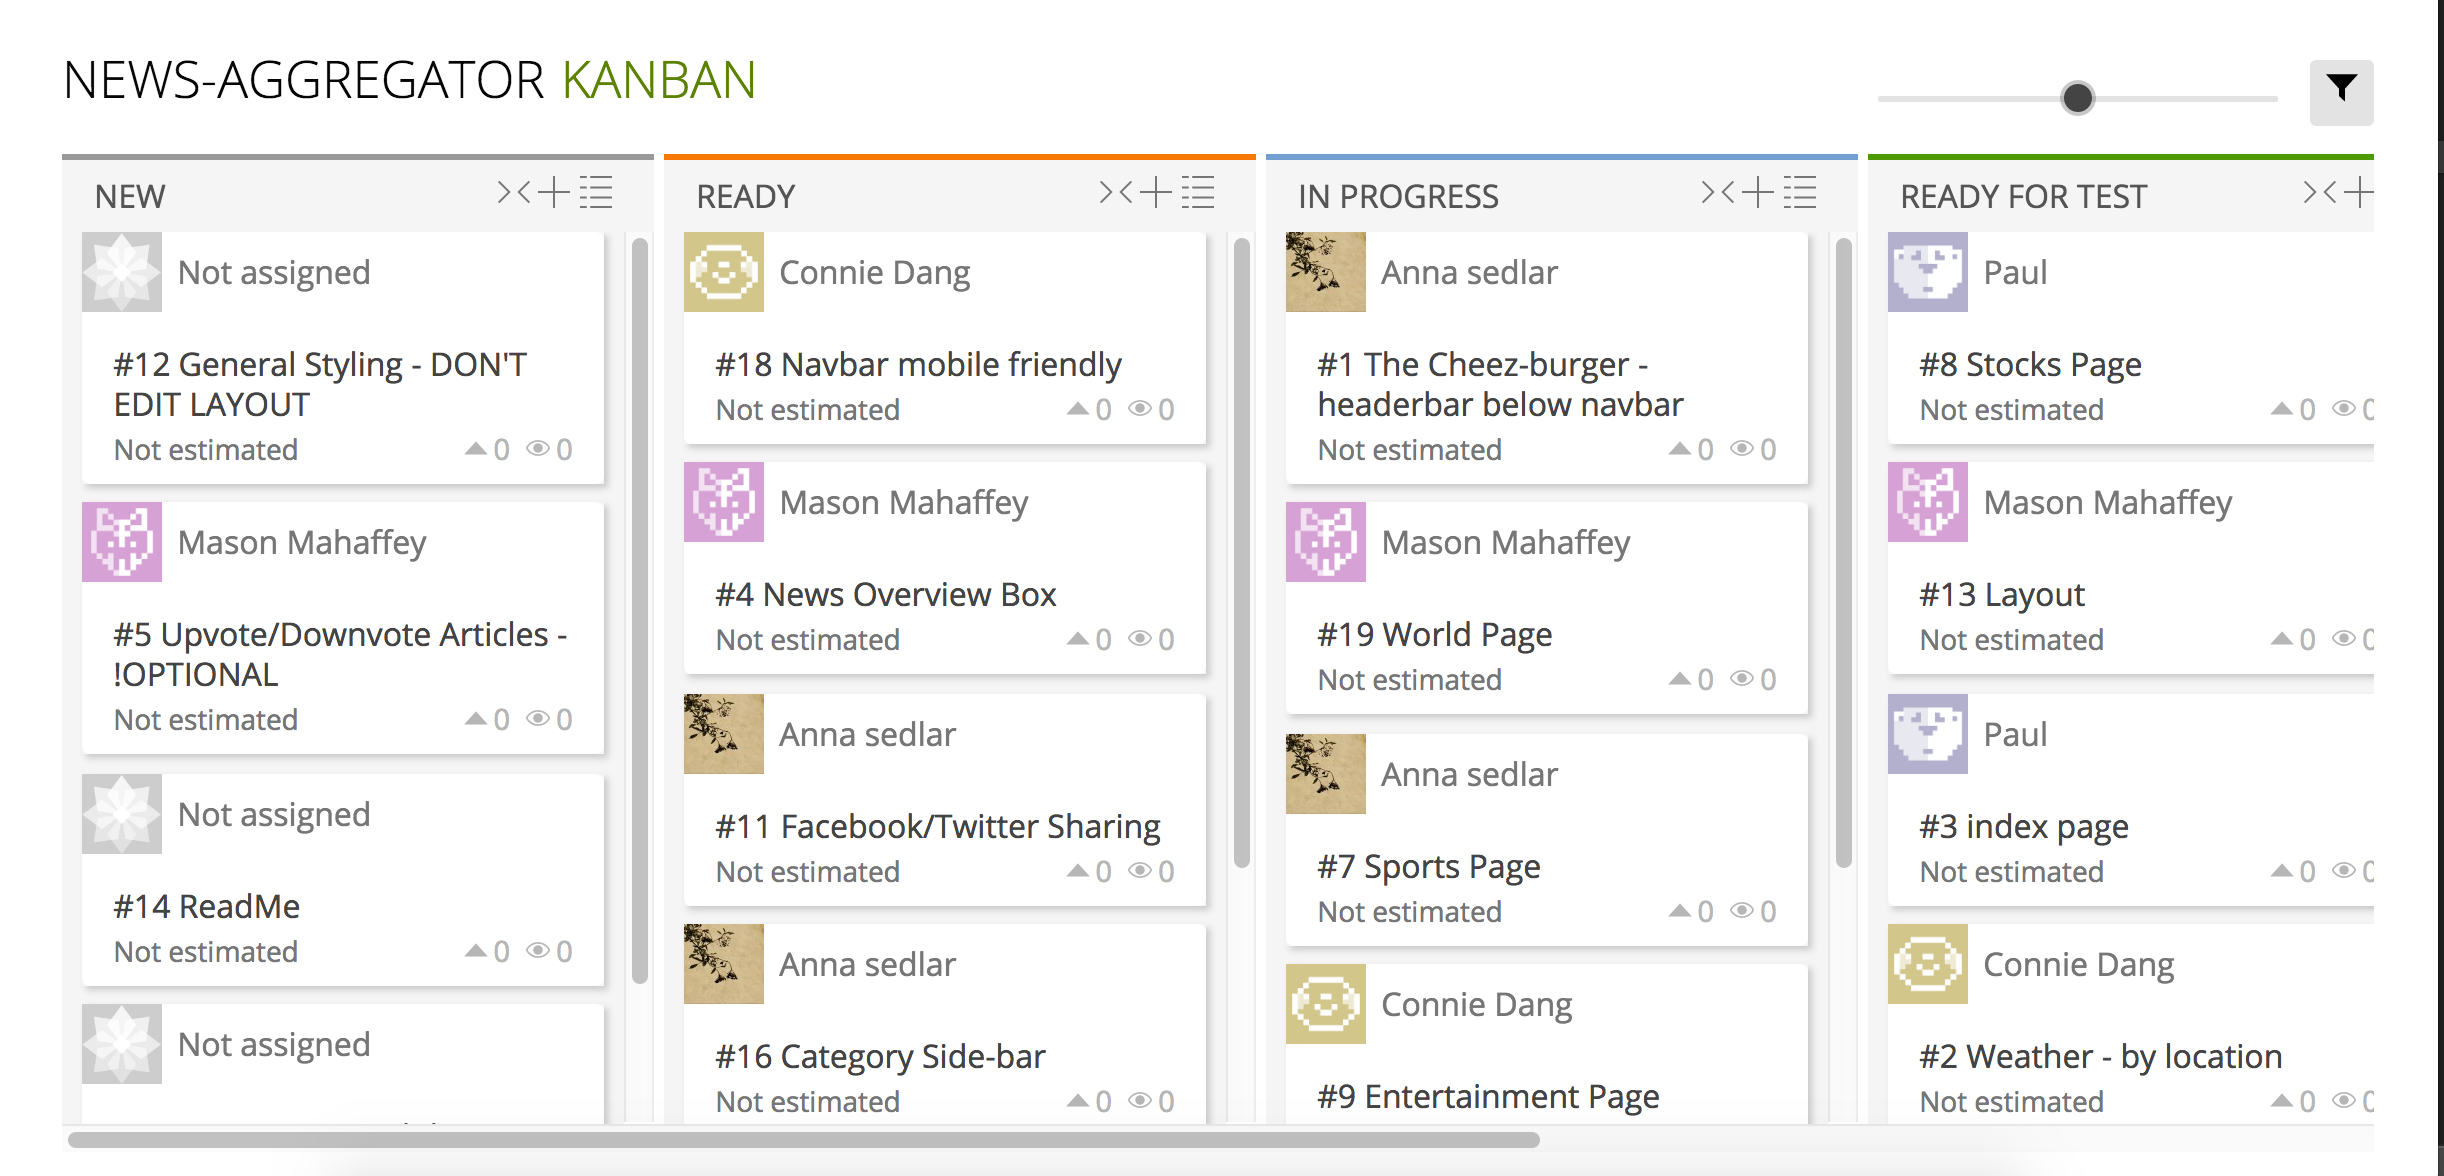 NEWS-AGGREGATOR KANBAN
NEW
Not assigned
#12 General Styling - DON'T
EDIT LAYOUT
Not estimated 0 0
Mason Mahaffey
#5 Upvote/Downvote Articles -
!OPTIONAL
Not estimated 0 0
Not assigned
#14 ReadMe
Not estimated 0 0
Not assigned
READY
Connie Dang
#18 Navbar mobile friendly
Not estimated 0 0
Mason Mahaffey
#4 News Overview Box
Not estimated 0 0
Anna sedlar
#11 Facebook/Twitter Sharing
Not estimated 0 0
Anna sedlar
#16 Category Side-bar
Not estimated 0 0
IN PROGRESS
Anna sedlar
#1 The Cheez-burger -
headerbar below navbar
Not estimated 0 0
Mason Mahaffey
#19 World Page
Not estimated 0 0
Anna sedlar
#7 Sports Page
Not estimated 0 0
Connie Dang
#9 Entertainment Page
READY FOR TEST
Paul
#8 Stocks Page
Not estimated 0 0
Mason Mahaffey
#13 Layout
Not estimated 0 0
Paul
#3 index page
Not estimated 0 0
Connie Dang
#2 Weather - by location
Not estimated 0 0